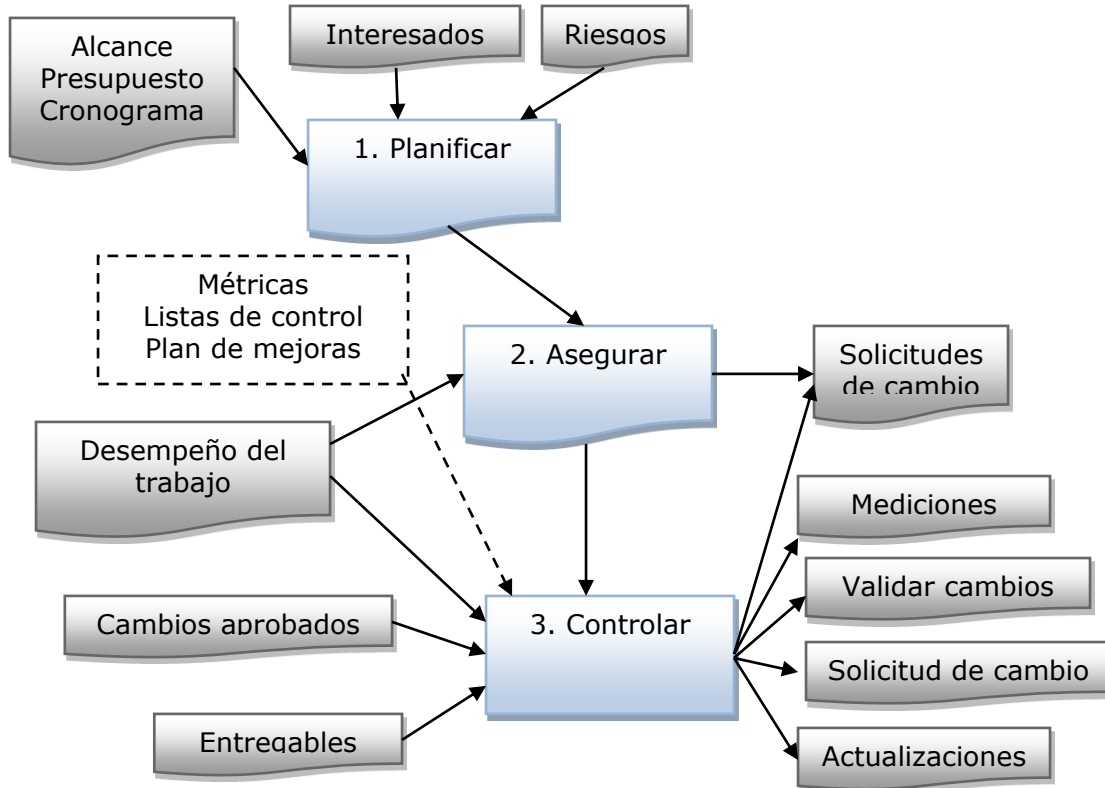 Alcance
Presupuesto
Cronograma
Interesados
Riesgos
1. Planificar
Métricas
Listas de control
Plan de mejoras
2. Asegurar
Solicitudes
de cambio
Desempeño del
trabajo
Mediciones
Validar cambios
Cambios aprobados
3. Controlar
Solicitud de cambio
Entregables
Actualizaciones